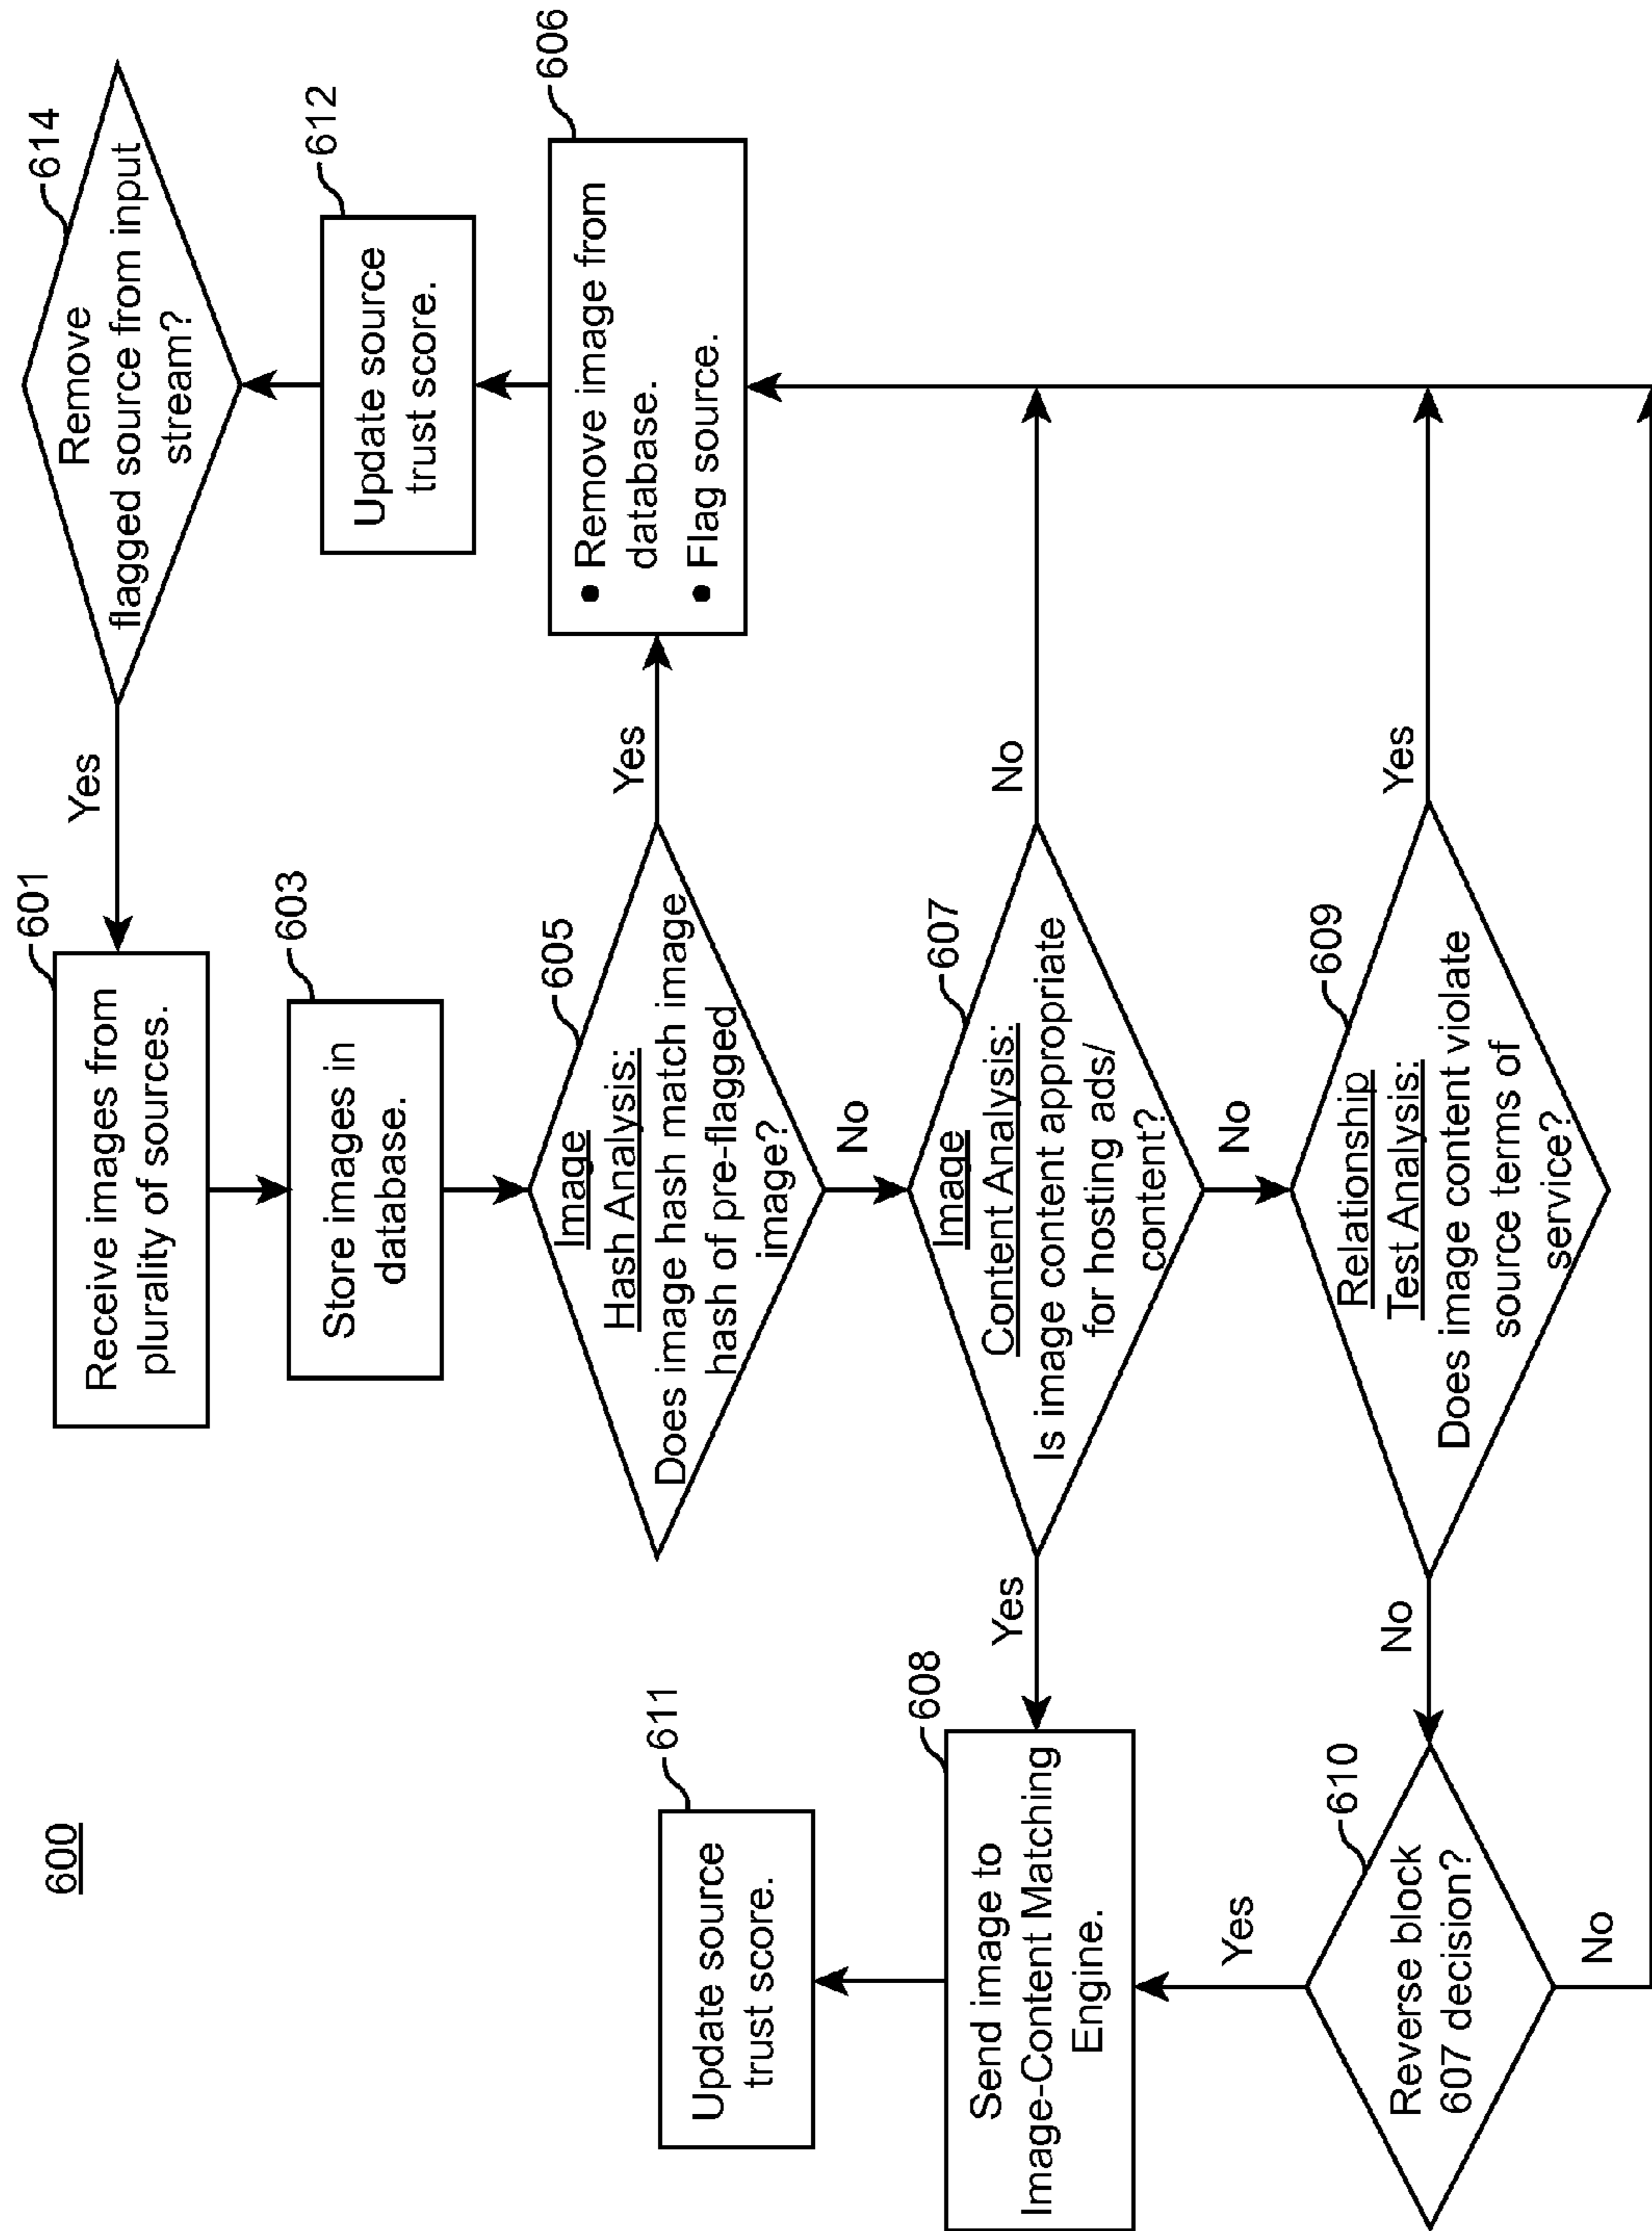 600
601
Receive images from
plurality of sources.
Yes
614
Remove
flagged source from input
stream?
603
Store images in
database.
612
Update source
trust score.
605
Image
Hash Analysis:
Does image hash match image
hash of pre-flagged
image?
Yes
606
● Remove image from
database.
● Flag source.
No
611
Update source
trust score.
607
Image
Content Analysis:
Is image content appropriate
for hosting ads/
content?
No
Yes
608
Send image to
Image-Content Matching
Engine.
No
609
Relationship
Test Analysis:
Does image content violate
source terms of
service?
Yes
No
610
Reverse block
607 decision?
Yes
No